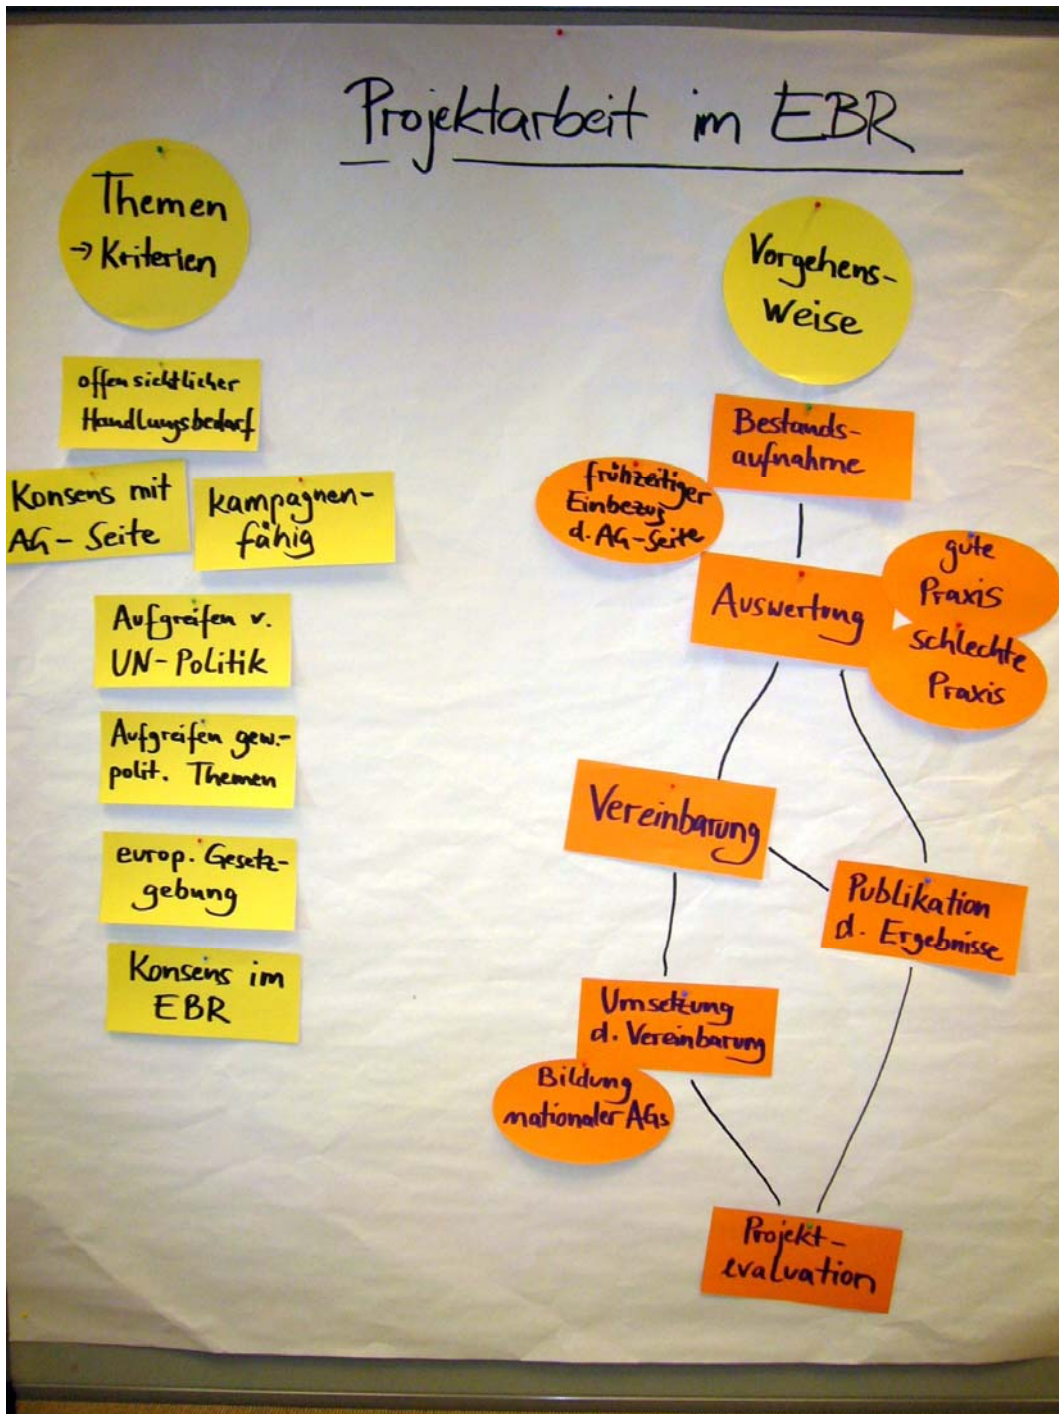 Projektarbeit im EBR
Themen
→ Kriterien
offensichtlicher
Handlungsbedarf
Konsens mit
AG-Seite
kampagnen-
fähig
Aufgreifen v.
UN-Politik
Aufgreifen gew.-
polit. Themen
europ. Gesetz-
gebung
Konsens im
EBR
Vorgehens-
Weise
Bestands-
aufnahme
frühzeitiger
Einbezug
d. AG-Seite
Auswertung
gute
Praxis
schlechte
Praxis
Vereinbarung
Publikation
d. Ergebnisse
Umsetzung
d. Vereinbarung
Bildung
nationaler AGs
Projekt-
evaluation